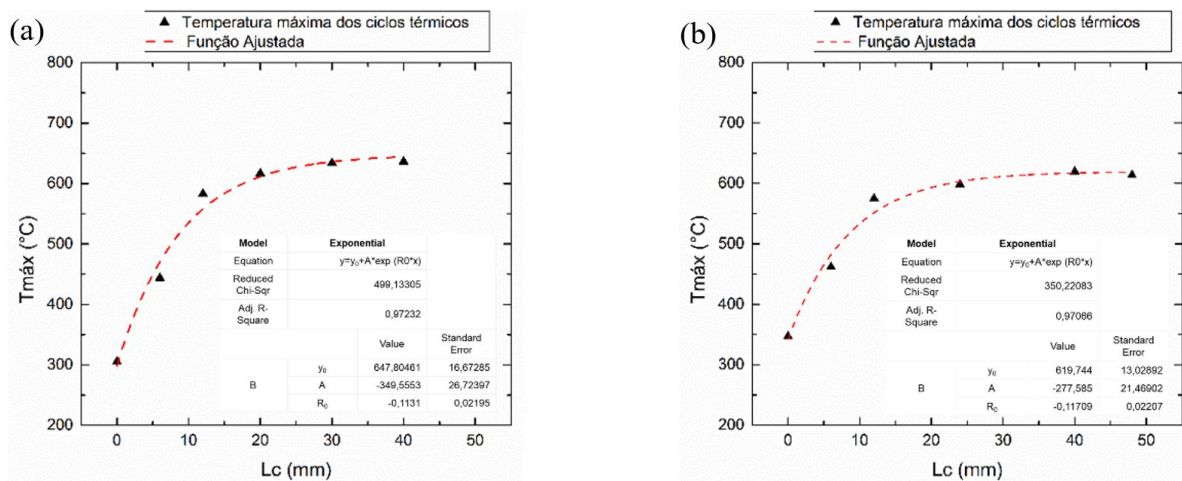 (a)
Temperatura máxima dos ciclos térmicos
Função Ajustada
800
700
600
500
400
300
200
Tmáx (°C)
Model Exponential
Equation y=y₀+A*exp (R0*x)
Reduced Chi-Sqr 499,13305
Adj. R-Square 0,97232
Value Standard Error
B y₀ 647,80461 16,67285
A -349,5553 26,72397
R₀ -0,1131 0,02195
0 10 20 30 40 50
Lc (mm)
(b)
Temperatura máxima dos ciclos térmicos
Função Ajustada
800
700
600
500
400
300
200
Tmáx (°C)
Model Exponential
Equation y=y₀+A*exp (R0*x)
Reduced Chi-Sqr 350,22083
Adj. R-Square 0,97086
Value Standard Error
B y₀ 619,744 13,02892
A -277,585 21,46902
R₀ -0,11709 0,02207
0 10 20 30 40 50
Lc (mm)